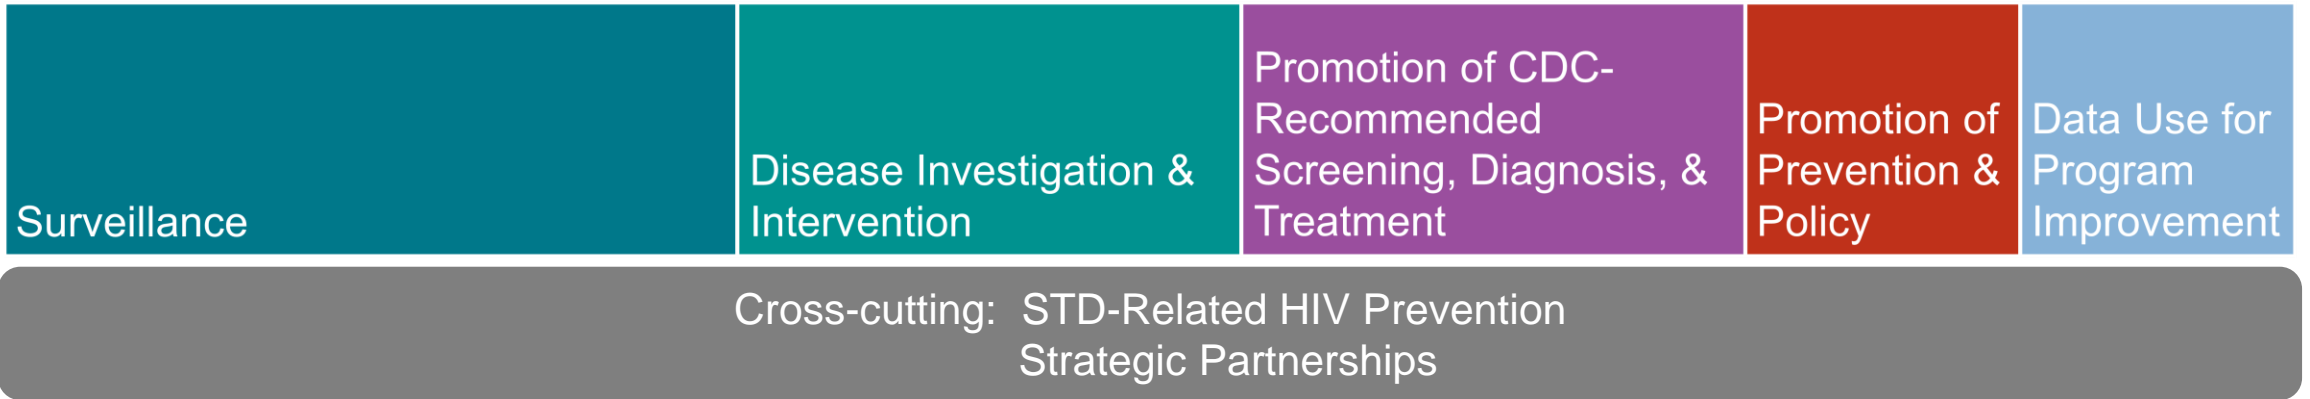 Surveillance
Disease Investigation &
Intervention
Promotion of CDC-
Recommended
Screening, Diagnosis, &
Treatment
Promotion of
Prevention &
Policy
Data Use for
Program
Improvement
Cross-cutting:  STD-Related HIV Prevention
Strategic Partnerships